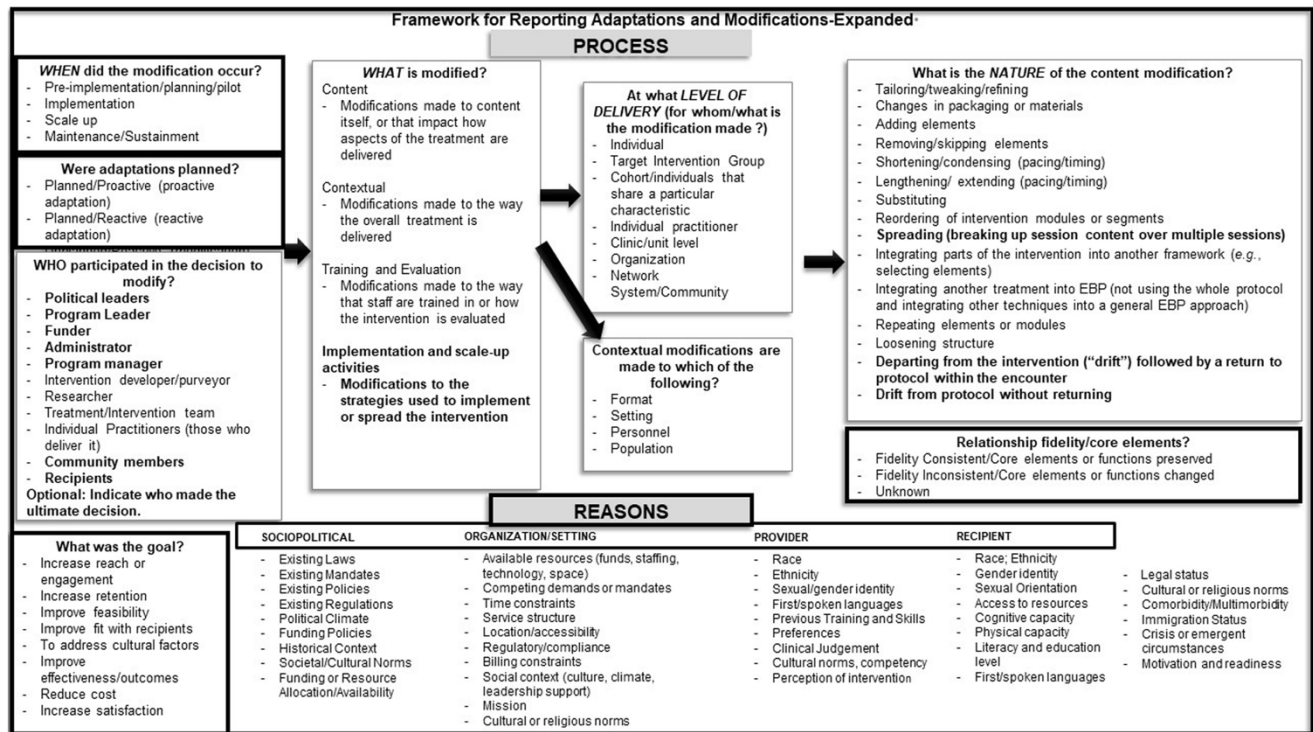 Framework for Reporting Adaptations and Modifications-Expanded
PROCESS
WHEN did the modification occur?
- Pre-implementation/planning/pilot
- Implementation
- Scale up
- Maintenance/Sustainment
Were adaptations planned?
- Planned/Proactive (proactive
adaptation)
- Planned/Reactive (reactive
adaptation)
WHO participated in the decision to
modify?
- Political leaders
- Program Leader
- Funder
- Administrator
- Program manager
- Intervention developer/purveyor
- Researcher
- Treatment/Intervention team
- Individual Practitioners (those who
deliver it)
- Community members
- Recipients
Optional: Indicate who made the
ultimate decision.
WHAT is modified?
Content
- Modifications made to content
itself, or that impact how
aspects of the treatment are
delivered
Contextual
- Modifications made to the way
the overall treatment is
delivered
Training and Evaluation
- Modifications made to the way
that staff are trained in or how
the intervention is evaluated
Implementation and scale-up
activities
- Modifications to the
strategies used to implement
or spread the intervention
At what LEVEL OF
DELIVERY (for whom/what is
the modification made ?)
- Individual
- Target Intervention Group
- Cohort/individuals that
share a particular
characteristic
- Individual practitioner
- Clinic/unit level
- Organization
- Network
System/Community
Contextual modifications are
made to which of the
following?
- Format
- Setting
- Personnel
- Population
What is the NATURE of the content modification?
- Tailoring/tweaking/refining
- Changes in packaging or materials
- Adding elements
- Removing/skipping elements
- Shortening/condensing (pacing/timing)
- Lengthening/ extending (pacing/timing)
- Substituting
- Reordering of intervention modules or segments
- Spreading (breaking up session content over multiple sessions)
- Integrating parts of the intervention into another framework (e.g.,
selecting elements)
- Integrating another treatment into EBP (not using the whole protocol
and integrating other techniques into a general EBP approach)
- Repeating elements or modules
- Loosening structure
- Departing from the intervention (“drift”) followed by a return to
protocol within the encounter
- Drift from protocol without returning
Relationship fidelity/core elements?
- Fidelity Consistent/Core elements or functions preserved
- Fidelity Inconsistent/Core elements or functions changed
- Unknown
REASONS
What was the goal?
- Increase reach or
engagement
- Increase retention
- Improve feasibility
- Improve fit with recipients
- To address cultural factors
- Improve
effectiveness/outcomes
- Reduce cost
- Increase satisfaction
SOCIOPOLITICAL
- Existing Laws
- Existing Mandates
- Existing Policies
- Existing Regulations
- Political Climate
- Funding Policies
- Historical Context
- Societal/Cultural Norms
- Funding or Resource
Allocation/Availability
ORGANIZATION/SETTING
- Available resources (funds, staffing,
technology, space)
- Competing demands or mandates
- Time constraints
- Service structure
- Location/accessibility
- Regulatory/compliance
- Billing constraints
- Social context (culture, climate,
leadership support)
- Mission
- Cultural or religious norms
PROVIDER
- Race
- Ethnicity
- Sexual/gender identity
- First/spoken languages
- Previous Training and Skills
- Preferences
- Clinical Judgement
- Cultural norms, competency
- Perception of intervention
RECIPIENT
- Race; Ethnicity
- Gender identity
- Sexual Orientation
- Access to resources
- Cognitive capacity
- Physical capacity
- Literacy and education
level
- First/spoken languages
- Legal status
- Cultural or religious norms
- Comorbidity/Multimorbidity
- Immigration Status
- Crisis or emergent
circumstances
- Motivation and readiness